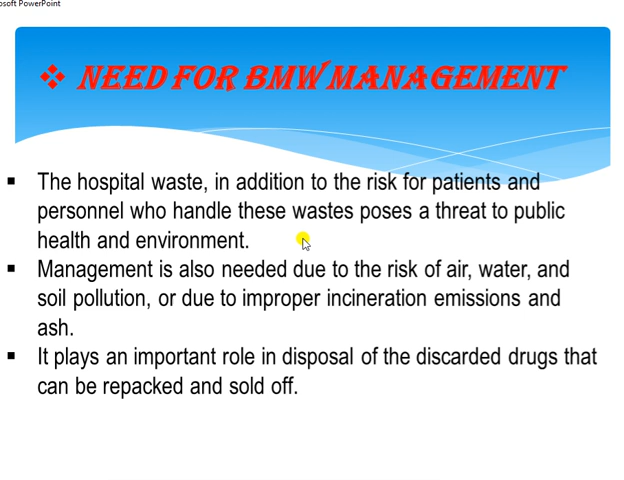 osoft PowerPoint
❖ NEED FOR BMW MANAGEMENT
▪ The hospital waste, in addition to the risk for patients and
personnel who handle these wastes poses a threat to public
health and environment.
▪ Management is also needed due to the risk of air, water, and
soil pollution, or due to improper incineration emissions and
ash.
▪ It plays an important role in disposal of the discarded drugs that
can be repacked and sold off.